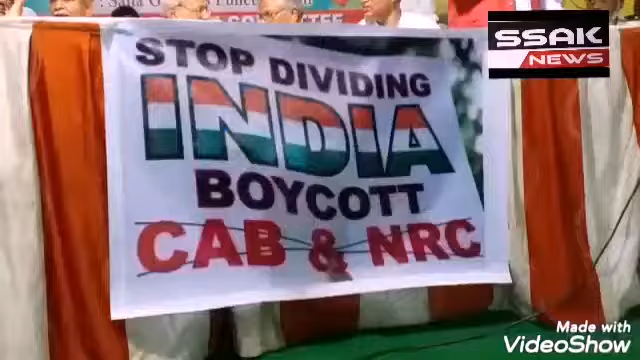 SSAK
NEWS
STOP DIVIDING
INDIA
BOYCOTT
CAB & NRC
Made with
VideoShow